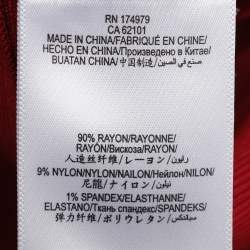 RN 174979
CA 62101
MADE IN CHINA/FABRIQUÉ EN CHINE/
HECHO EN CHINA/Произведено в Китае/
BUATAN CHINA/中国制造/صنع في الصين
90% RAYON/RAYONNE/
RAYON/Вискоза/RAYON/
人造丝纤维/レーヨン/رايون
9% NYLON/NYLON/NAILON/Нейлон/NILON/
尼龍/ナイロン/نايلون
1% SPANDEX/ELASTHANNE/
ELASTANO/Ткань спандекс/SPANDEKS/
弹力纤维/ポリウレタン/سباندكس